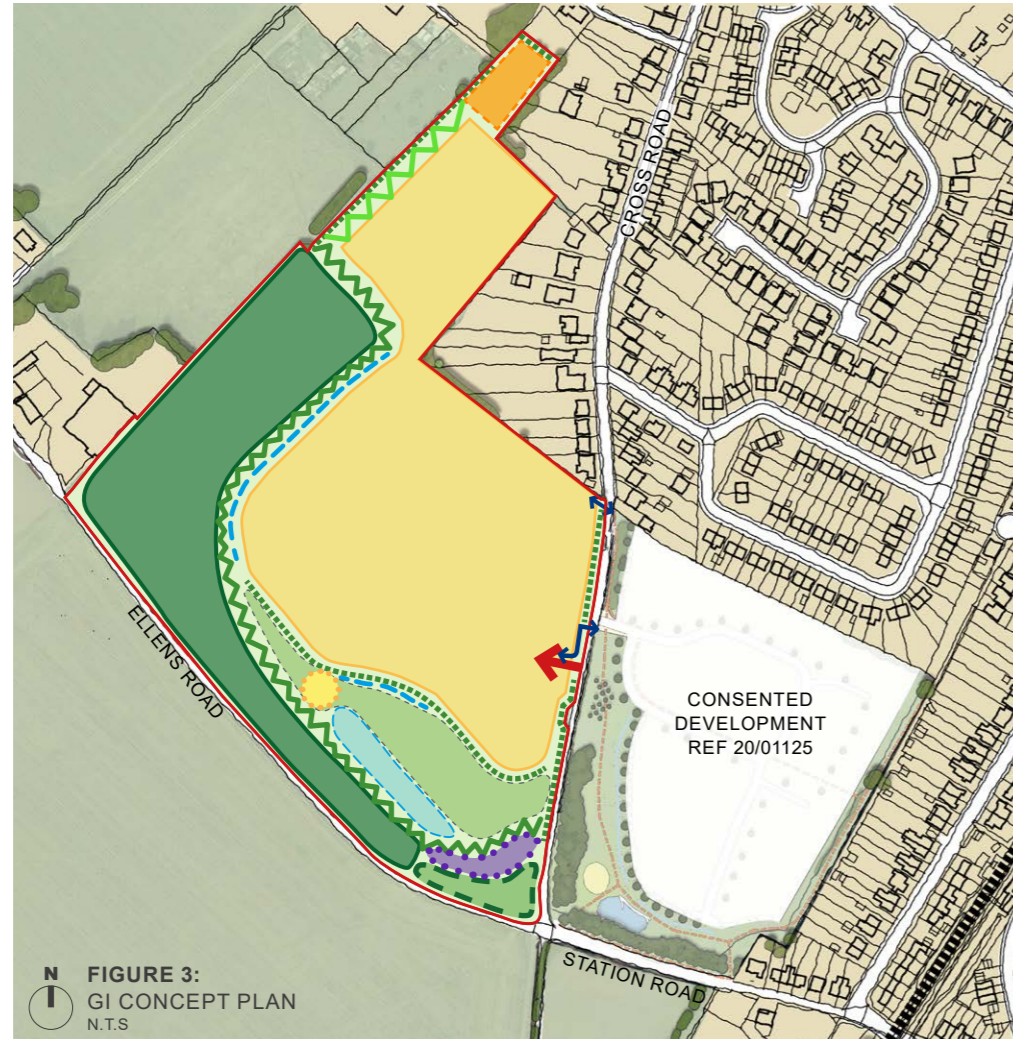 CROSS ROAD
ELLENS ROAD
CONSENTED
DEVELOPMENT
REF 20/01125
STATION ROAD
N
FIGURE 3:
GI CONCEPT PLAN
N.T.S